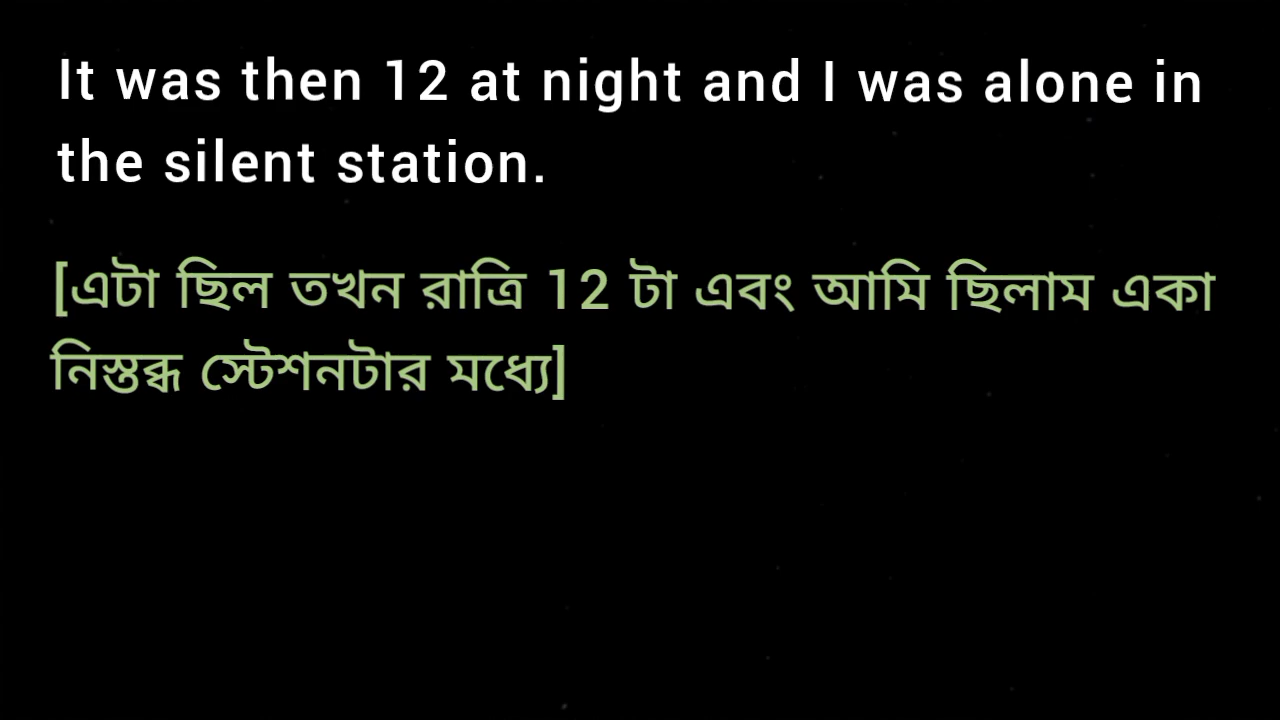 It was then 12 at night and I was alone in
the silent station.
[এটা ছিল তখন রাত্রি 12 টা এবং আমি ছিলাম একা
নিস্তব্ধ স্টেশনটার মধ্যে]